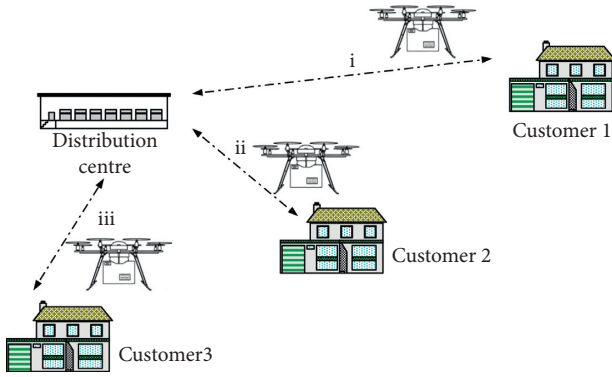 i
Customer 1
Distribution
centre
ii
Customer 2
iii
Customer3